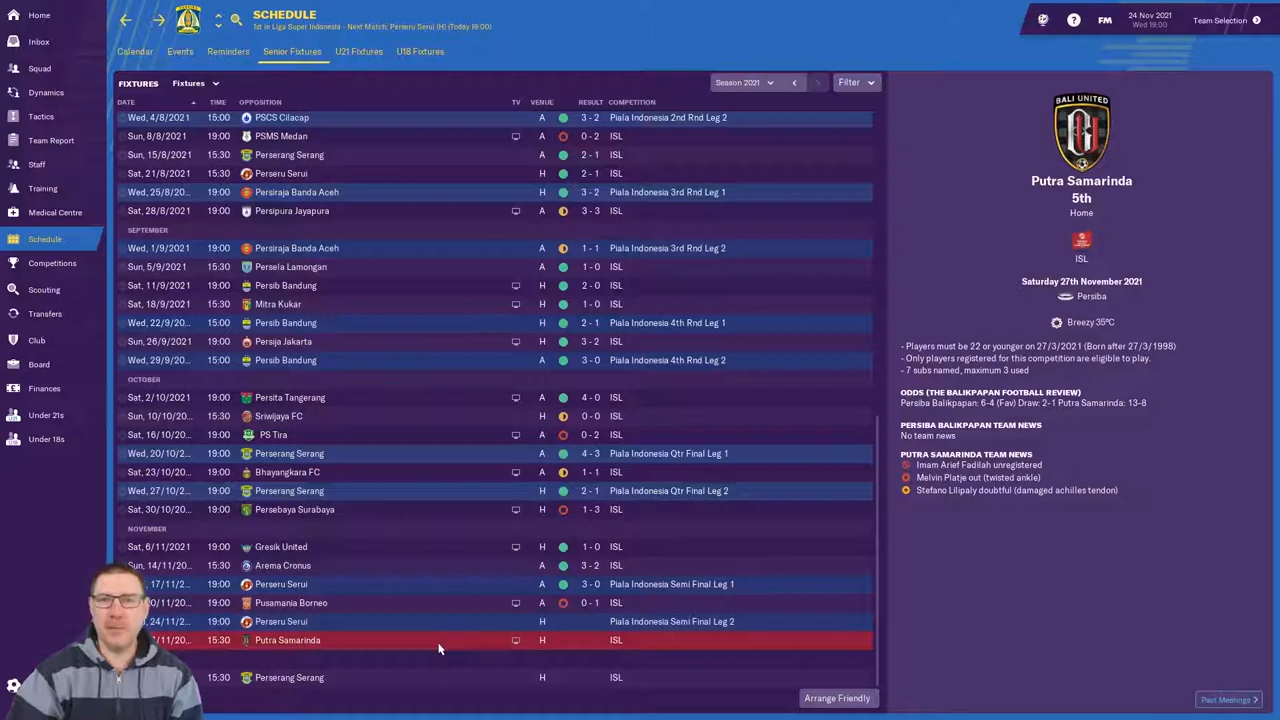 Home
SCHEDULE
1st in Liga Super Indonesia - Next Match: Perseru Serui (H) (Today 19:00)
FM
24 Nov 2021
Wed 19:00
Team Selection
Inbox
Squad
Dynamics
Tactics
Team Report
Staff
Training
Medical Centre
Schedule
Competitions
Scouting
Transfers
Club
Board
Finances
Under 21s
Under 18s
Calendar Events Reminders Senior Fixtures U21 Fixtures U18 Fixtures
FIXTURES Fixtures Season 2021 Filter
DATE TIME OPPOSITION TV VENUE RESULT COMPETITION
Wed, 4/8/2021 15:00 PSCS Cilacap A 3 - 2 Piala Indonesia 2nd Rnd Leg 2
Sun, 8/8/2021 15:00 PSMS Medan A 0 - 2 ISL
Sun, 15/8/2021 15:30 Perserang Serang A 2 - 1 ISL
Sat, 21/8/2021 15:30 Perseru Serui H 2 - 1 ISL
Wed, 25/8/20... 19:00 Persiraja Banda Aceh H 3 - 2 Piala Indonesia 3rd Rnd Leg 1
Sat, 28/8/2021 19:00 Persipura Jayapura A 3 - 3 ISL
SEPTEMBER
Wed, 1/9/2021 19:00 Persiraja Banda Aceh A 1 - 1 Piala Indonesia 3rd Rnd Leg 2
Sun, 5/9/2021 15:30 Persela Lamongan A 1 - 0 ISL
Sat, 11/9/2021 19:00 Persib Bandung H 2 - 0 ISL
Sat, 18/9/2021 15:30 Mitra Kukar H 1 - 0 ISL
Wed, 22/9/20... 15:00 Persib Bandung H 2 - 1 Piala Indonesia 4th Rnd Leg 1
Sun, 26/9/2021 19:00 Persija Jakarta H 3 - 2 ISL
Wed, 29/9/20... 15:00 Persib Bandung A 3 - 0 Piala Indonesia 4th Rnd Leg 2
OCTOBER
Sat, 2/10/2021 19:00 Persita Tangerang A 4 - 0 ISL
Sun, 10/10/20... 15:30 Sriwijaya FC H 0 - 0 ISL
Sat, 16/10/20... 19:00 PS Tira A 0 - 2 ISL
Wed, 20/10/2... 19:00 Perserang Serang A 4 - 3 Piala Indonesia Qtr Final Leg 1
Sat, 23/10/20... 19:00 Bhayangkara FC A 1 - 1 ISL
Wed, 27/10/2... 19:00 Perserang Serang H 2 - 1 Piala Indonesia Qtr Final Leg 2
Sat, 30/10/20... 19:00 Persebaya Surabaya H 1 - 3 ISL
NOVEMBER
Sat, 6/11/2021 19:00 Gresik United H 1 - 0 ISL
Sun, 14/11/20... 15:30 Arema Cronus A 3 - 2 ISL
17/11/2... 19:00 Perseru Serui A 3 - 0 Piala Indonesia Semi Final Leg 1
0/11/20... 19:00 Pusamania Borneo A 0 - 1 ISL
24/11/2... 19:00 Perseru Serui H Piala Indonesia Semi Final Leg 2
7/11/20... 15:30 Putra Samarinda H ISL
15:30 Perserang Serang H ISL
Arrange Friendly
BALI UNITED
Putra Samarinda
5th
Home
ISL
Saturday 27th November 2021
Persiba
Breezy 35°C
- Players must be 22 or younger on 27/3/2021 (Born after 27/3/1998)
- Only players registered for this competition are eligible to play.
- 7 subs named, maximum 3 used
ODDS (THE BALIKPAPAN FOOTBALL REVIEW)
Persiba Balikpapan: 6-4 (Fav) Draw: 2-1 Putra Samarinda: 13-8
PERSIBA BALIKPAPAN TEAM NEWS
No team news
PUTRA SAMARINDA TEAM NEWS
Imam Arief Fadilah unregistered
Melvin Platje out (twisted ankle)
Stefano Lilipaly doubtful (damaged achilles tendon)
Past Meetings